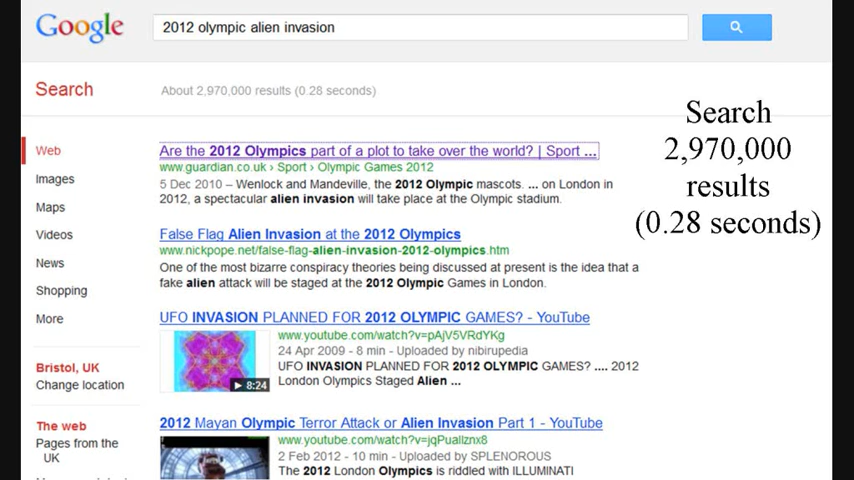 Google
2012 olympic alien invasion
Search
About 2,970,000 results (0.28 seconds)
Search
2,970,000
results
(0.28 seconds)
Web
Images
Maps
Videos
News
Shopping
More
Bristol, UK
Change location
The web
Pages from the
UK
Are the 2012 Olympics part of a plot to take over the world? | Sport ...
www.guardian.co.uk › Sport › Olympic Games 2012
5 Dec 2010 – Wenlock and Mandeville, the 2012 Olympic mascots. ... on London in
2012, a spectacular alien invasion will take place at the Olympic stadium.
False Flag Alien Invasion at the 2012 Olympics
www.nickpope.net/false-flag-alien-invasion-2012-olympics.htm
One of the most bizarre conspiracy theories being discussed at present is the idea that a
fake alien attack will be staged at the 2012 Olympic Games in London.
UFO INVASION PLANNED FOR 2012 OLYMPIC GAMES? - YouTube
www.youtube.com/watch?v=pAjV5VRdYKg
24 Apr 2009 - 8 min - Uploaded by nibirupedia
UFO INVASION PLANNED FOR 2012 OLYMPIC GAMES? .... 2012
London Olympics Staged Alien ...
8:24
2012 Mayan Olympic Terror Attack or Alien Invasion Part 1 - YouTube
www.youtube.com/watch?v=jqPuallznx8
2 Feb 2012 - 10 min - Uploaded by SPLENOROUS
The 2012 London Olympics is riddled with ILLUMINATI